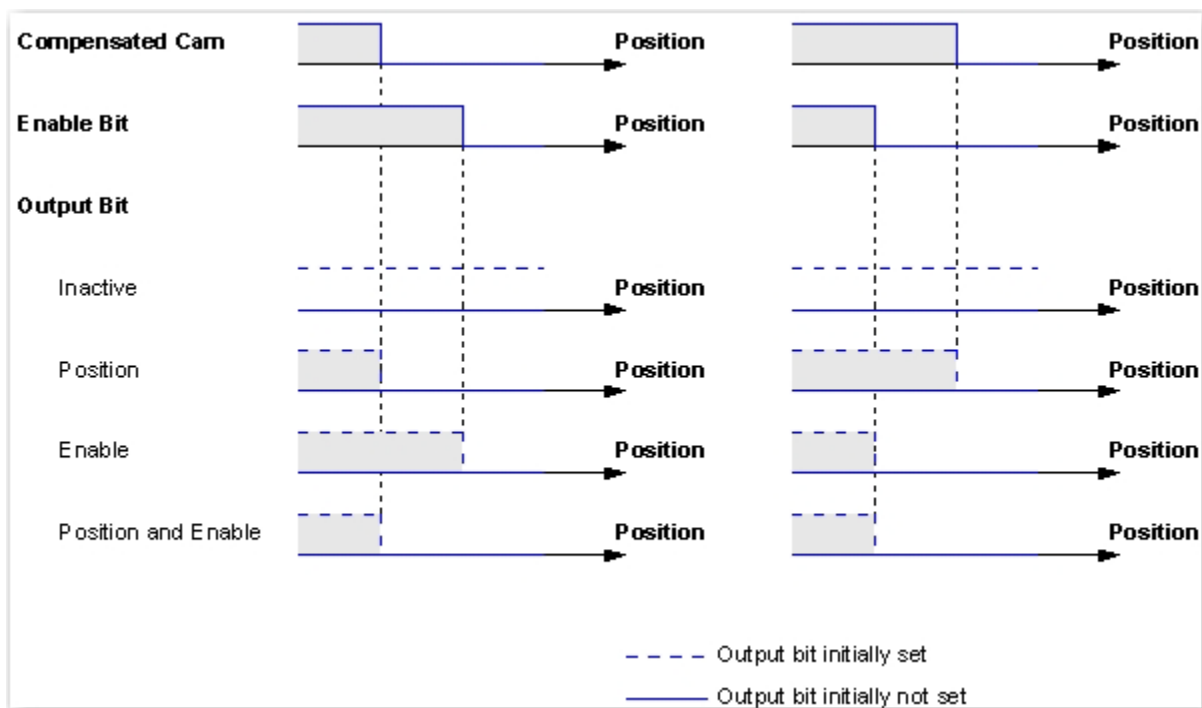 Compensated Cam Position Position
Enable Bit Position Position
Output Bit
Inactive Position Position
Position Position Position
Enable Position Position
Position and Enable Position Position
Output bit initially set
Output bit initially not set